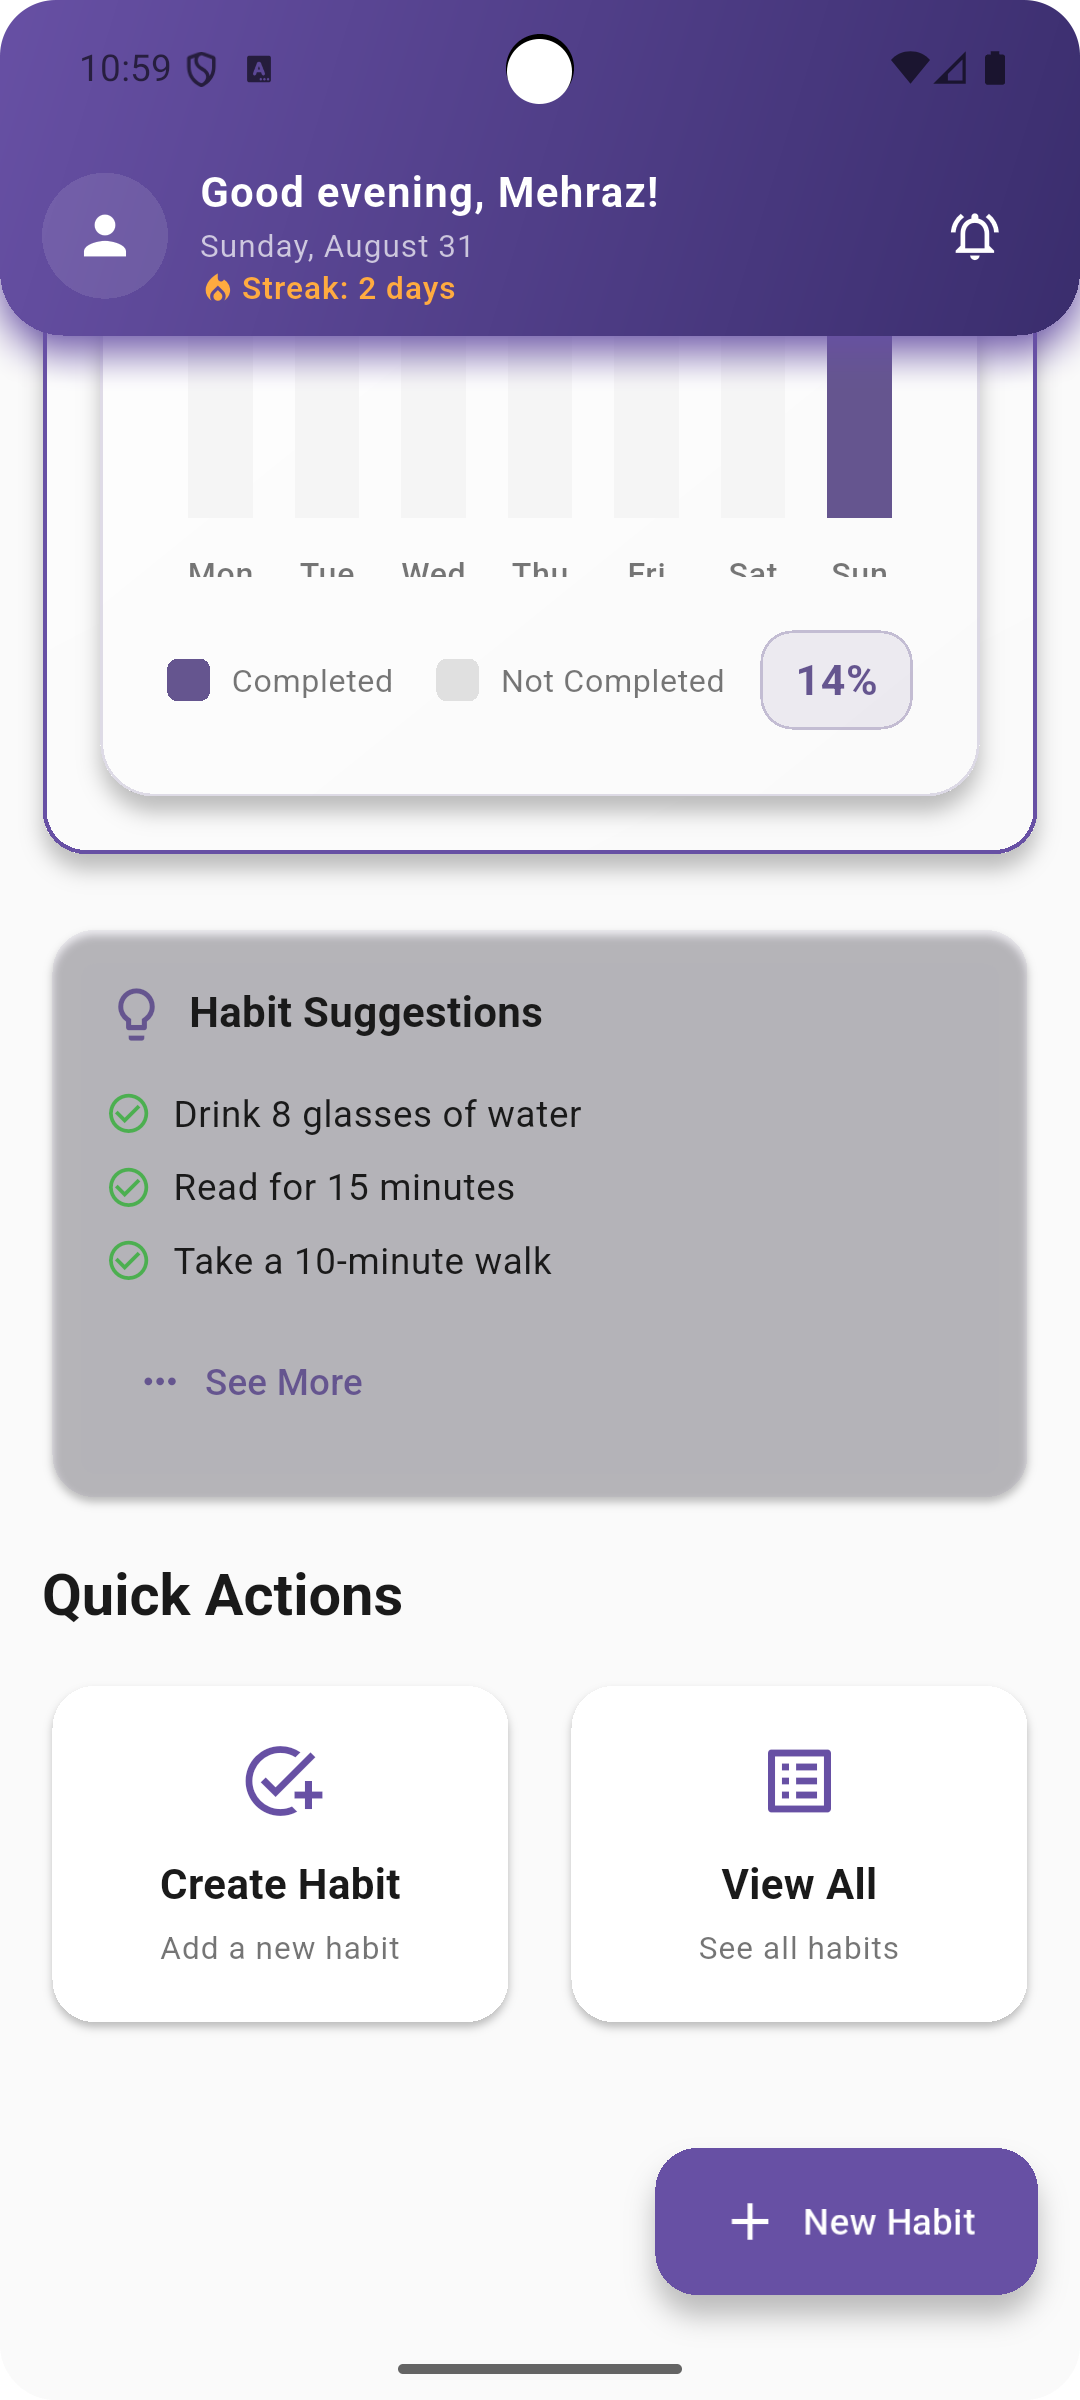 10:59
Good evening, Mehraz!
Sunday, August 31
Streak: 2 days
Mon Tue Wed Thu Fri Sat Sun
Completed Not Completed 14%
Habit Suggestions
Drink 8 glasses of water
Read for 15 minutes
Take a 10-minute walk
See More
Quick Actions
Create Habit View All
Add a new habit See all habits
New Habit